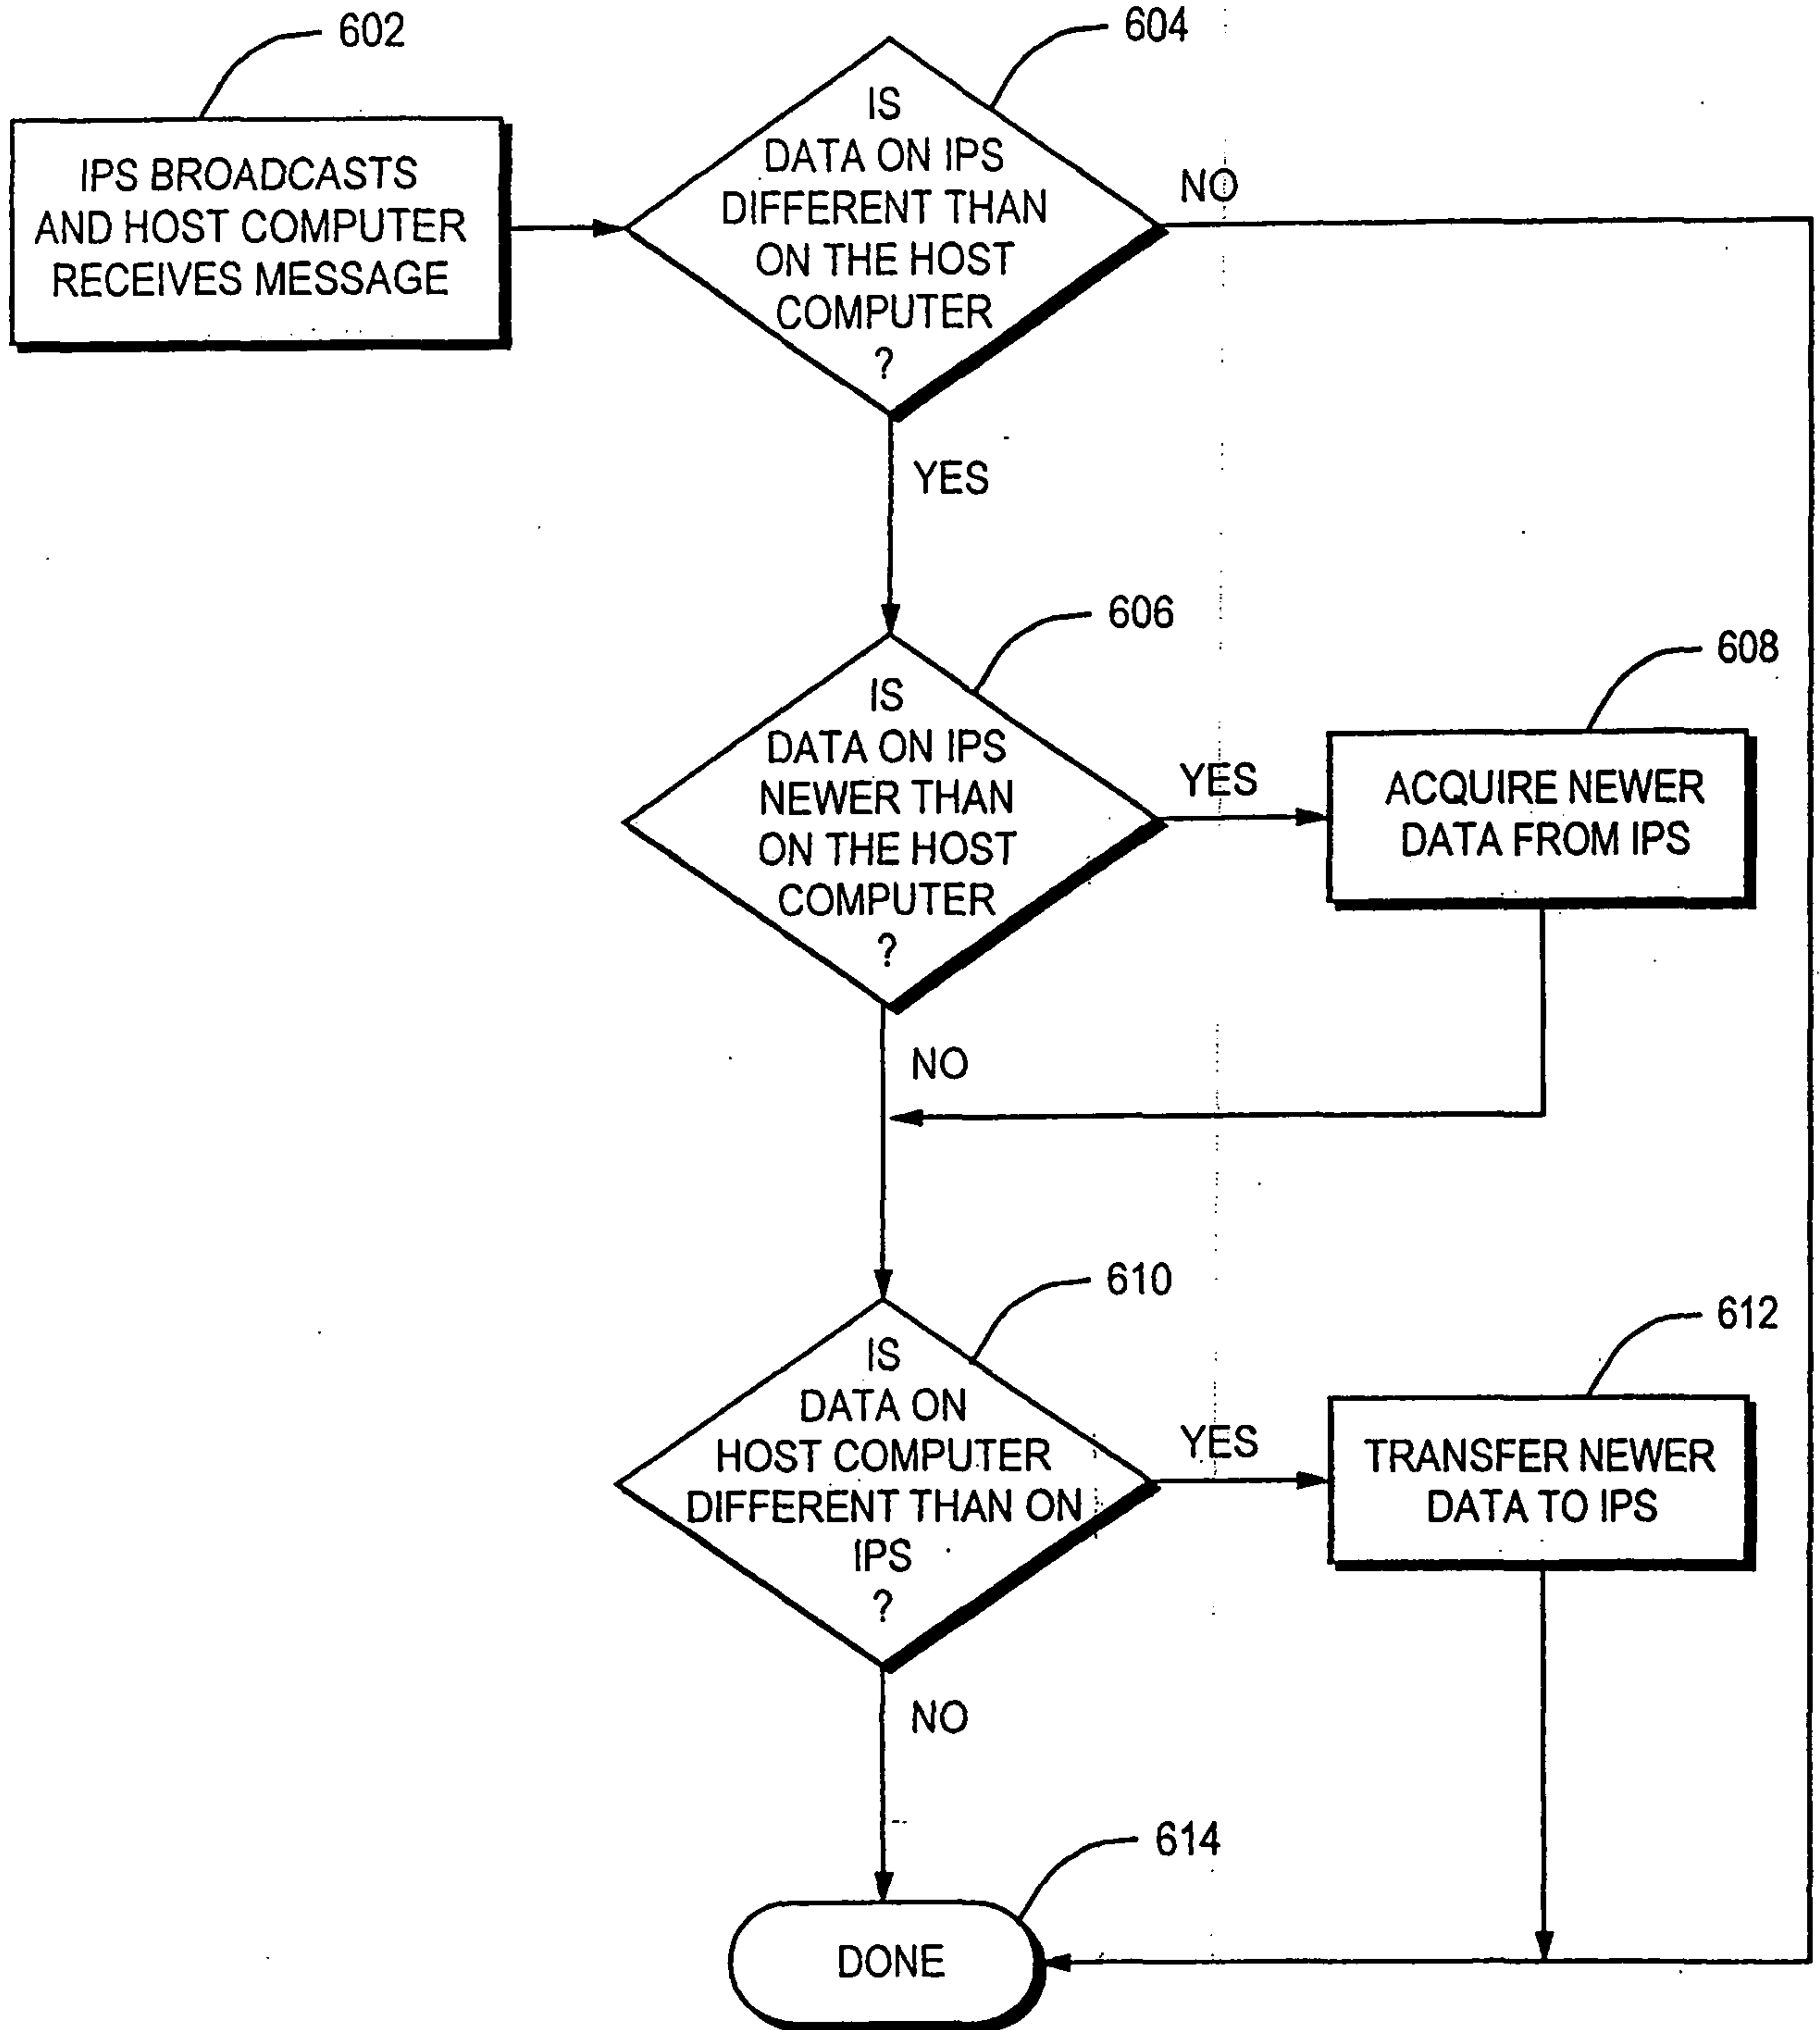 602
IPS BROADCASTS
AND HOST COMPUTER
RECEIVES MESSAGE
604
IS
DATA ON IPS
DIFFERENT THAN
ON THE HOST
COMPUTER
?
NO
YES
606
IS
DATA ON IPS
NEWER THAN
ON THE HOST
COMPUTER
?
YES
608
ACQUIRE NEWER
DATA FROM IPS
NO
610
IS
DATA ON
HOST COMPUTER
DIFFERENT THAN ON
IPS
?
YES
612
TRANSFER NEWER
DATA TO IPS
NO
614
DONE